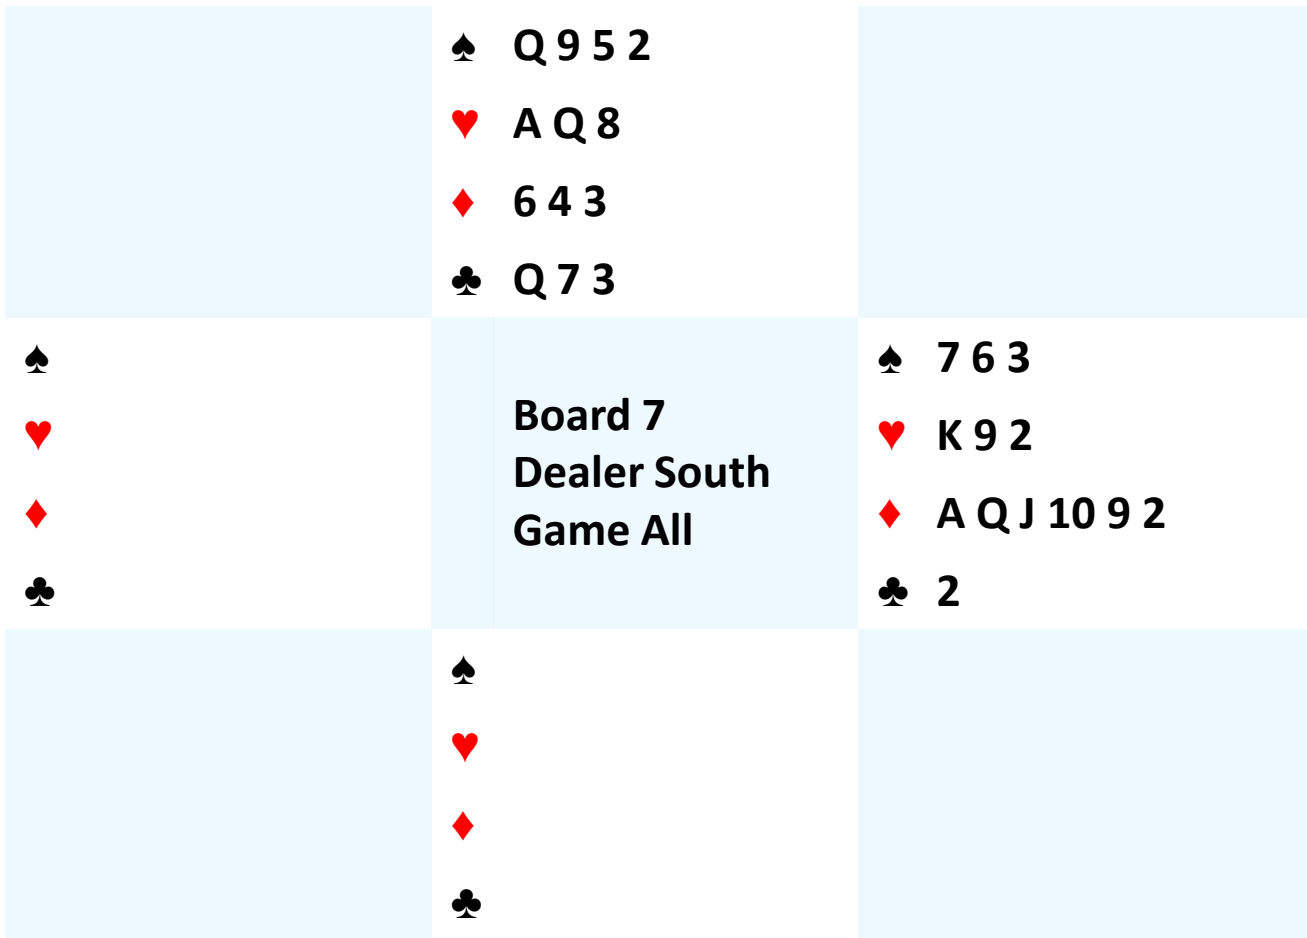 ♠ Q 9 5 2
♥ A Q 8
♦ 6 4 3
♣ Q 7 3
♠
♥
♦
♣
Board 7
Dealer South
Game All
♠ 7 6 3
♥ K 9 2
♦ A Q J 10 9 2
♣ 2
♠
♥
♦
♣